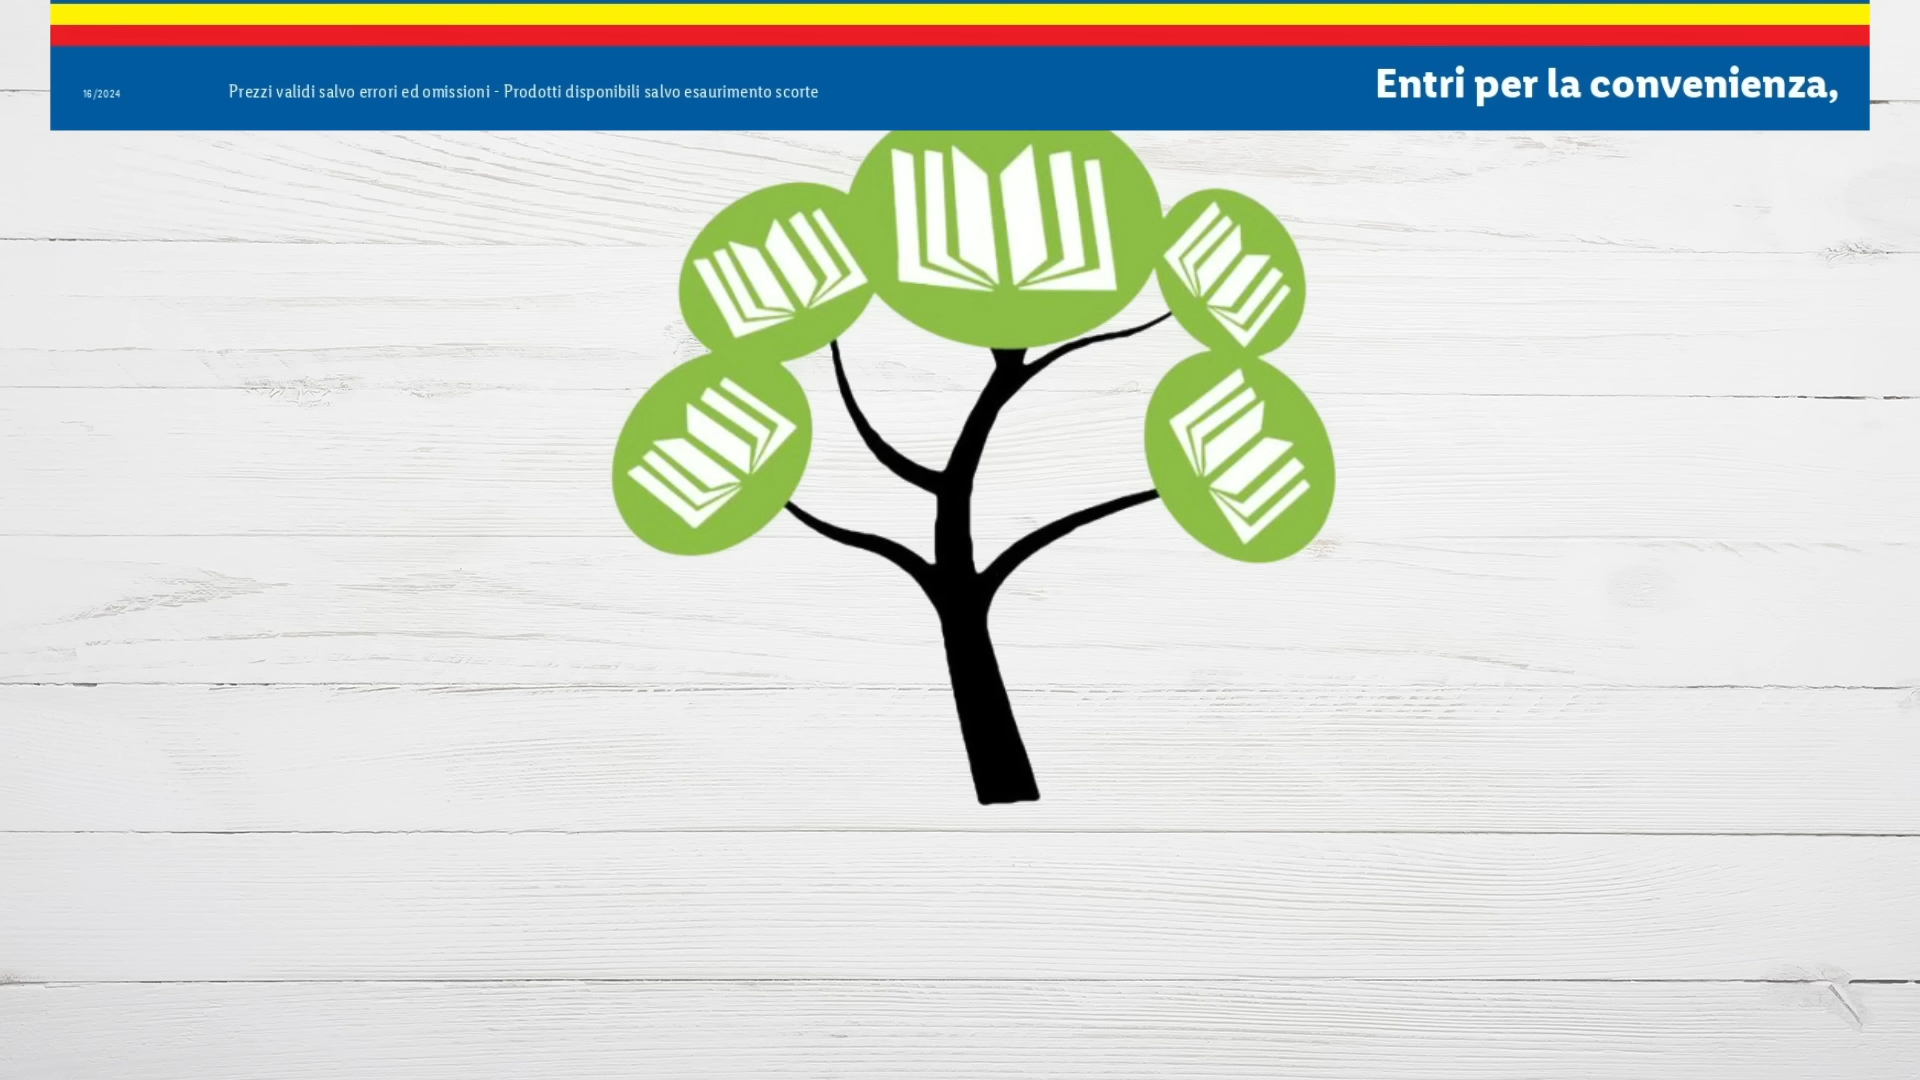 16/2024
Prezzi validi salvo errori ed omissioni - Prodotti disponibili salvo esaurimento scorte
Entri per la convenienza,